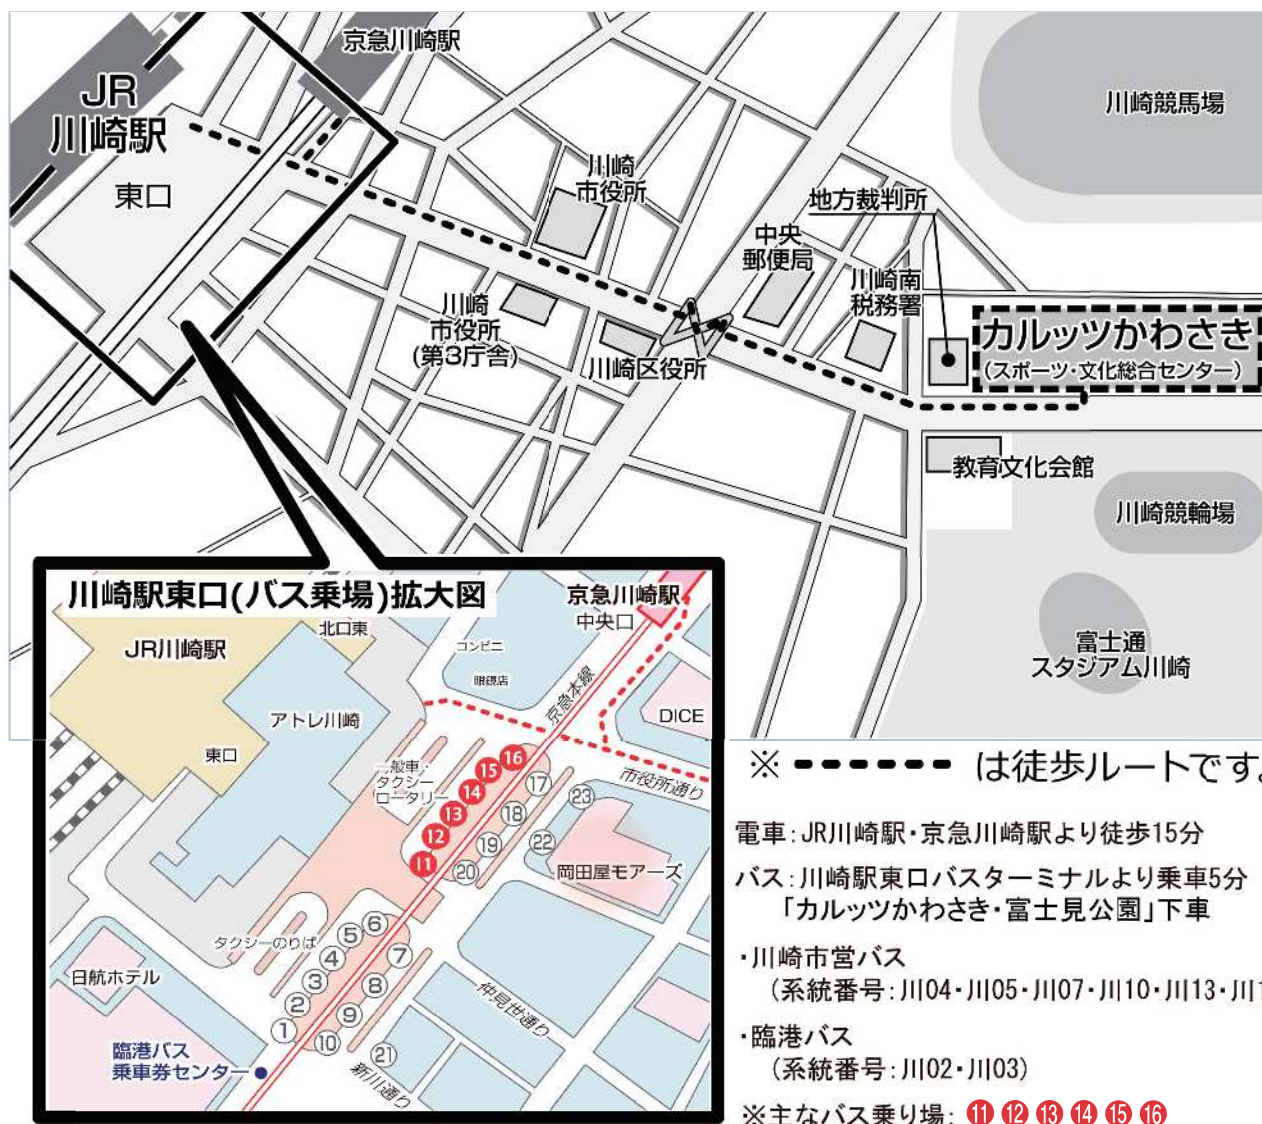 京急川崎駅
JR
川崎駅
東口
川崎競馬場
川崎
市役所
地方裁判所
中央
郵便局
川崎南
税務署
川崎
市役所
(第3庁舎)
川崎区役所
カルッツかわさき
(スポーツ・文化総合センター)
教育文化会館
川崎競輪場
富士通
スタジアム川崎
川崎駅東口(バス乗場)拡大図
京急川崎駅
中央口
北口東
JR川崎駅
コンビニ
眼鏡店
京急本線
アトレ川崎
DICE
東口
一般車・
タクシー
ロータリー
市役所通り
16
15
14
13
12
11
17
18
19
20
23
22
岡田屋モアーズ
タクシーのりば
6
5
4
3
2
1
7
8
9
10
21
日航ホテル
仲見世通り
新川通り
臨港バス
乗車券センター
※ は徒歩ルートです。
電車:JR川崎駅・京急川崎駅より徒歩15分
バス:川崎駅東口バスターミナルより乗車5分
「カルッツかわさき・富士見公園」下車
・川崎市営バス
(系統番号:川04・川05・川07・川10・川13・川1
・臨港バス
(系統番号:川02・川03)
※主なバス乗り場: 11 12 13 14 15 16